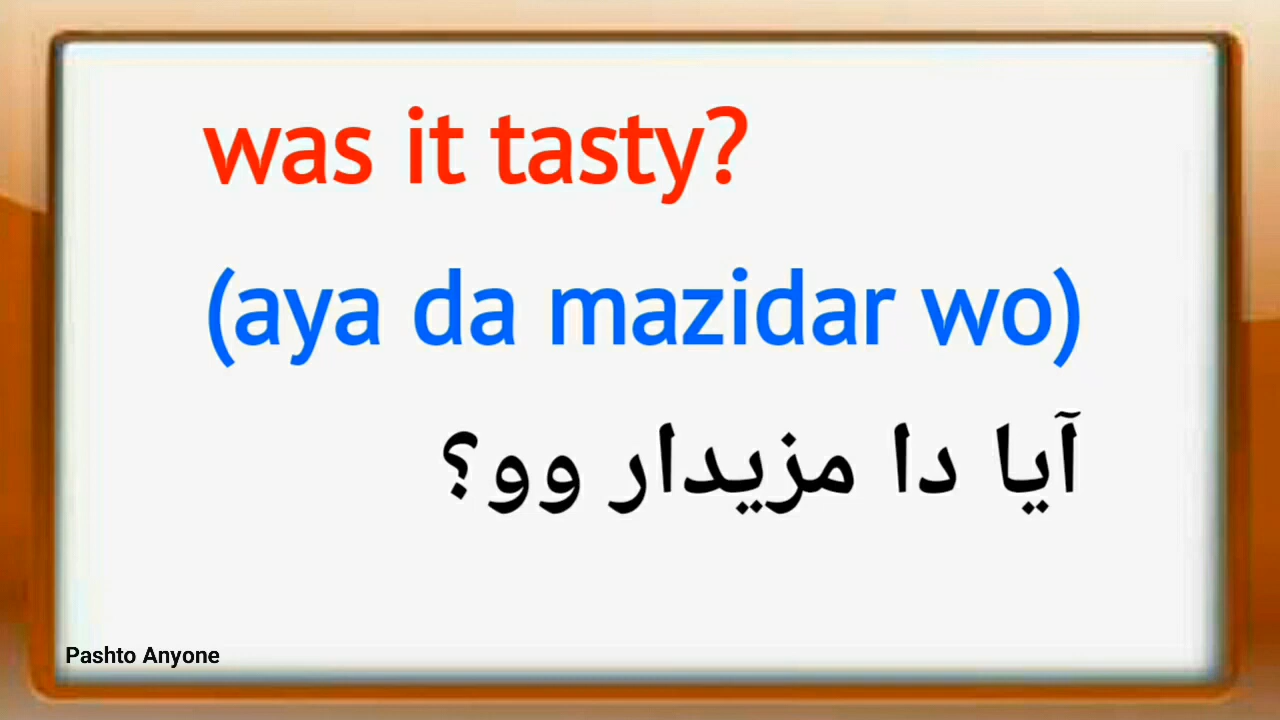 was it tasty?
(aya da mazidar wo)
آیا دا مزیدار وو؟
Pashto Anyone